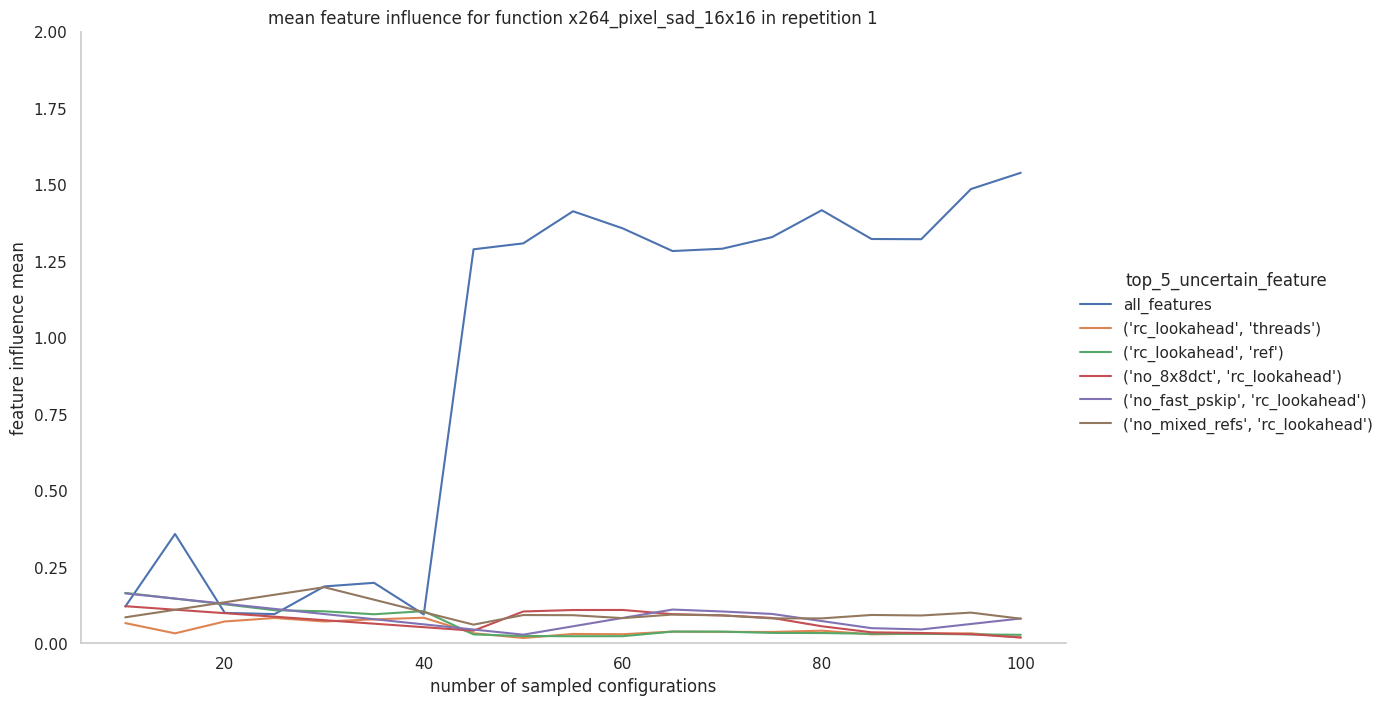 mean feature influence for function x264_pixel_sad_16x16 in repetition 1
2.00
1.75
1.50
1.25
1.00
0.75
0.50
0.25
0.00
feature influence mean
20
40
60
80
100
number of sampled configurations
top_5_uncertain_feature
all_features
('rc_lookahead', 'threads')
('rc_lookahead', 'ref')
('no_8x8dct', 'rc_lookahead')
('no_fast_pskip', 'rc_lookahead')
('no_mixed_refs', 'rc_lookahead')